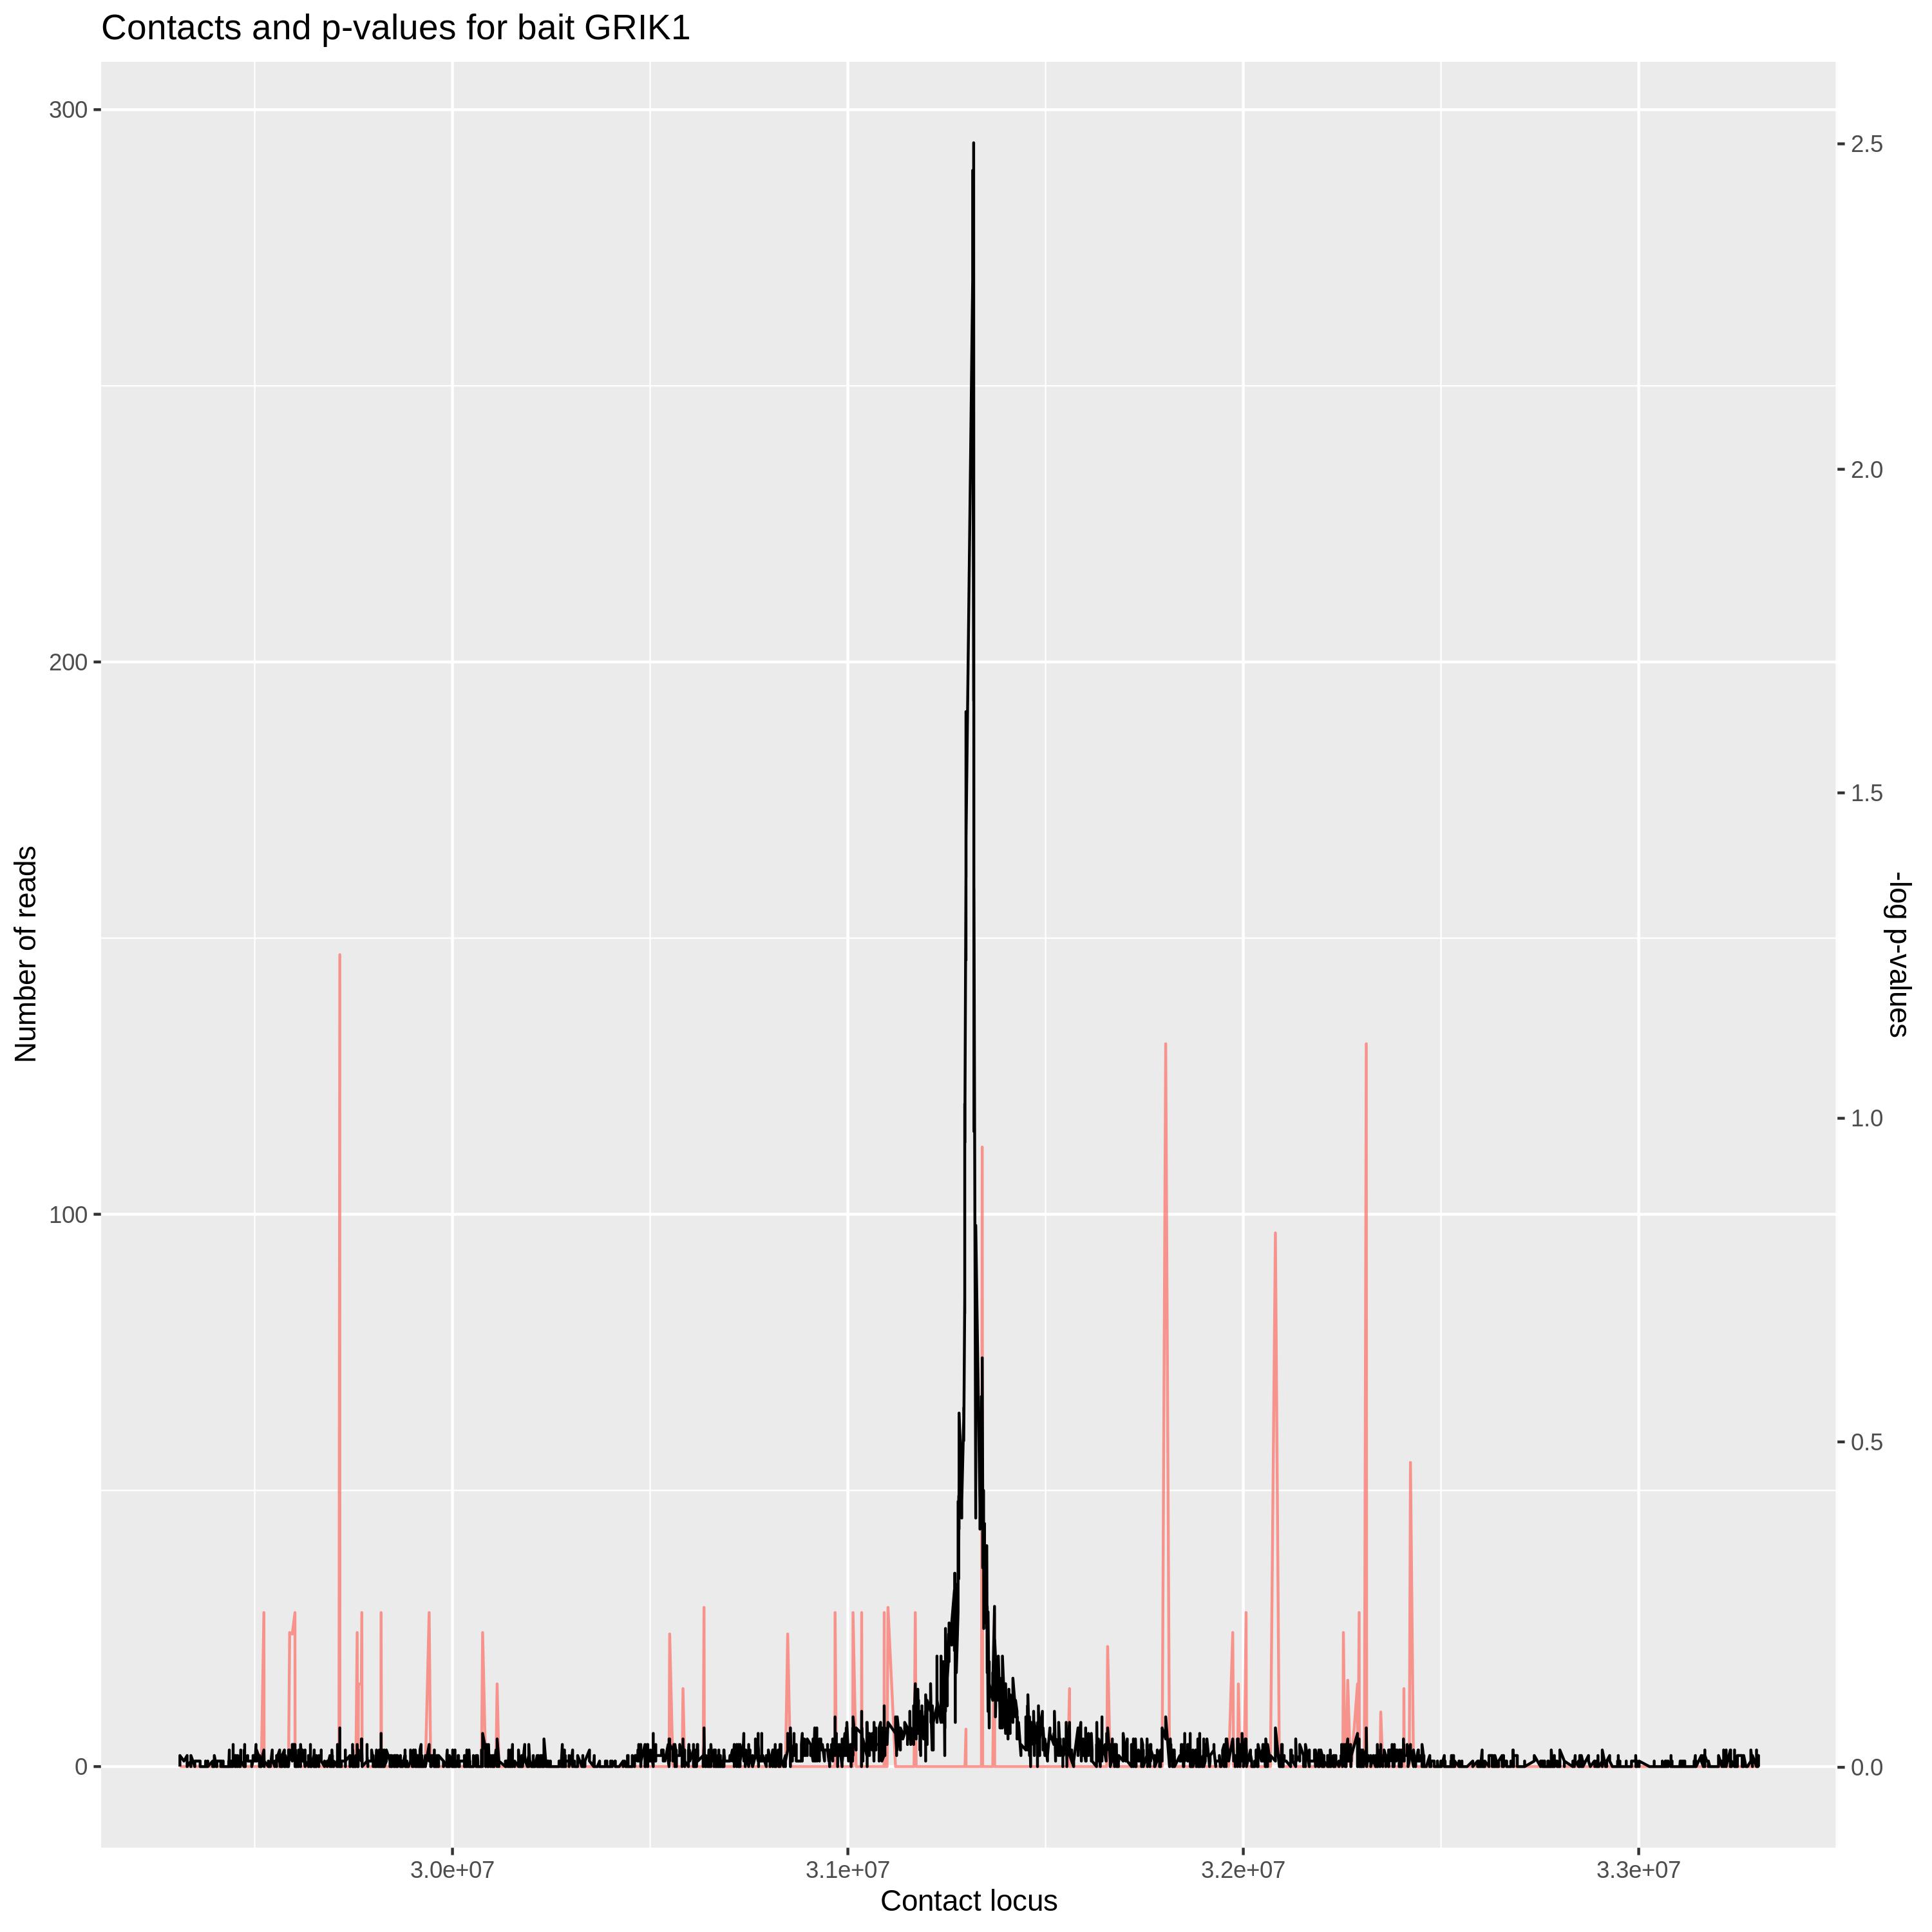 Contacts and p-values for bait GRIK1
300
200
100
0
Number of reads
2.5
2.0
1.5
1.0
0.5
0.0
-log p-values
3.0e+07
3.1e+07
3.2e+07
3.3e+07
Contact locus